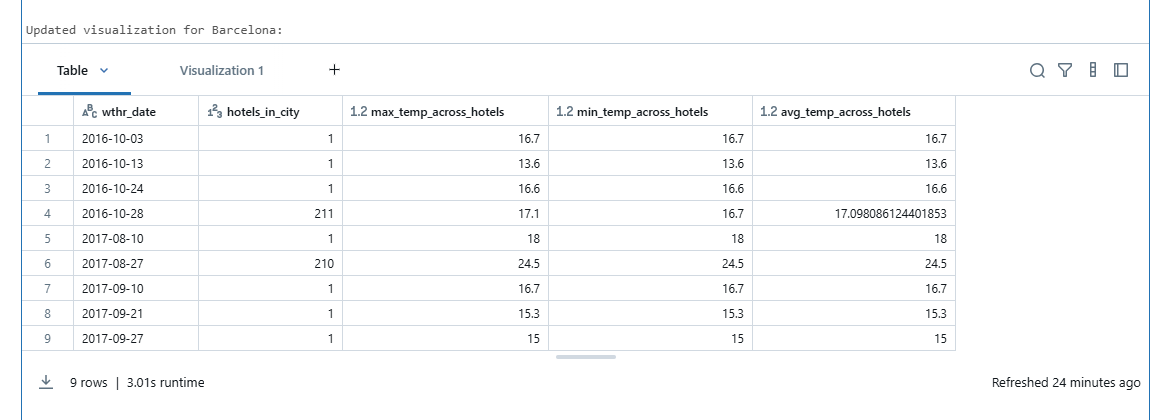 Updated visualization for Barcelona:
Table Visualization 1 +
ABC wthr_date 123 hotels_in_city 1.2 max_temp_across_hotels 1.2 min_temp_across_hotels 1.2 avg_temp_across_hotels
1 2016-10-03 1 16.7 16.7 16.7
2 2016-10-13 1 13.6 13.6 13.6
3 2016-10-24 1 16.6 16.6 16.6
4 2016-10-28 211 17.1 16.7 17.098086124401853
5 2017-08-10 1 18 18 18
6 2017-08-27 210 24.5 24.5 24.5
7 2017-09-10 1 16.7 16.7 16.7
8 2017-09-21 1 15.3 15.3 15.3
9 2017-09-27 1 15 15 15
9 rows | 3.01s runtime Refreshed 24 minutes ago